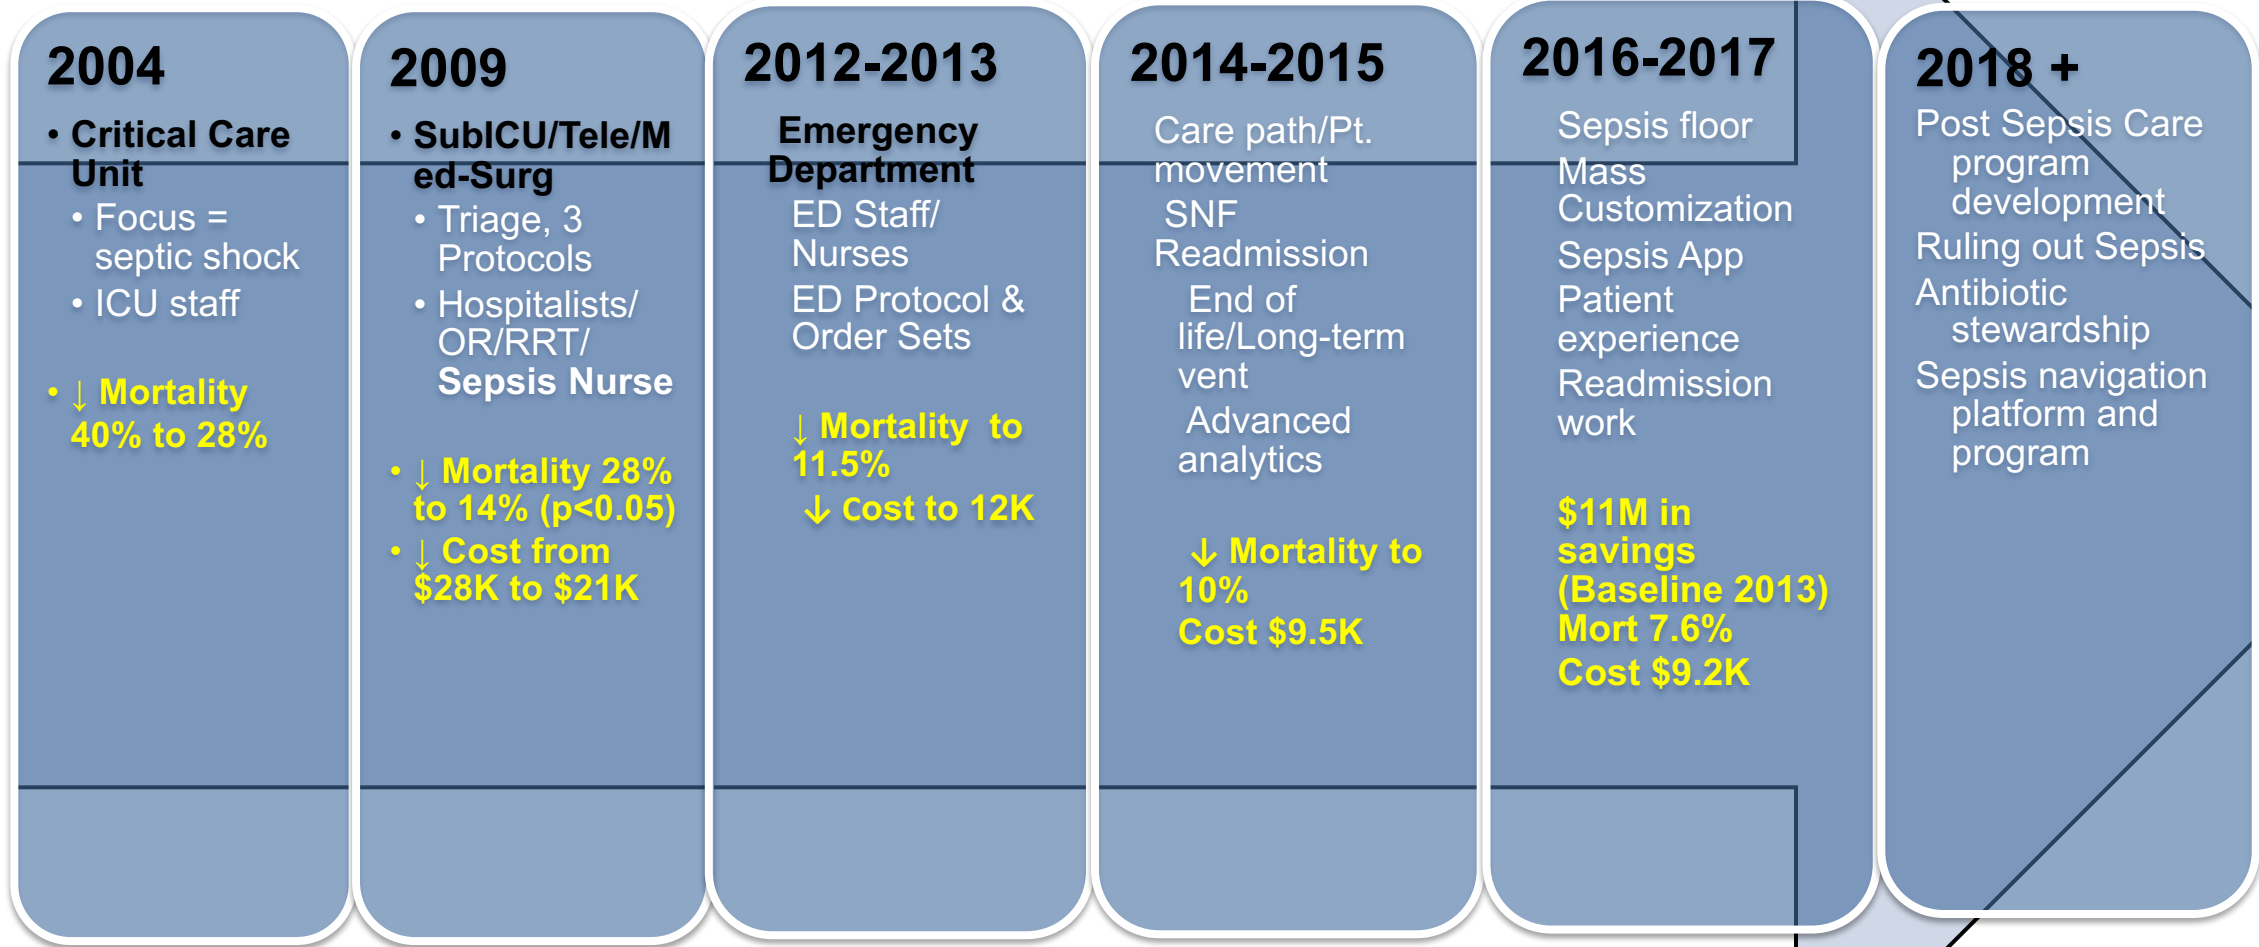 2004
• Critical Care
Unit
• Focus =
septic shock
• ICU staff
• ↓ Mortality
40% to 28%
2009
• SubICU/Tele/M
ed-Surg
• Triage, 3
Protocols
• Hospitalists/
OR/RRT/
Sepsis Nurse
• ↓ Mortality 28%
to 14% (p<0.05)
• ↓ Cost from
$28K to $21K
2012-2013
Emergency
Department
ED Staff/
Nurses
ED Protocol &
Order Sets
↓ Mortality to
11.5%
↓ Cost to 12K
2014-2015
Care path/Pt.
movement
SNF
Readmission
End of
life/Long-term
vent
Advanced
analytics
↓ Mortality to
10%
Cost $9.5K
2016-2017
Sepsis floor
Mass
Customization
Sepsis App
Patient
experience
Readmission
work
$11M in
savings
(Baseline 2013)
Mort 7.6%
Cost $9.2K
2018 +
Post Sepsis Care
program
development
Ruling out Sepsis
Antibiotic
stewardship
Sepsis navigation
platform and
program